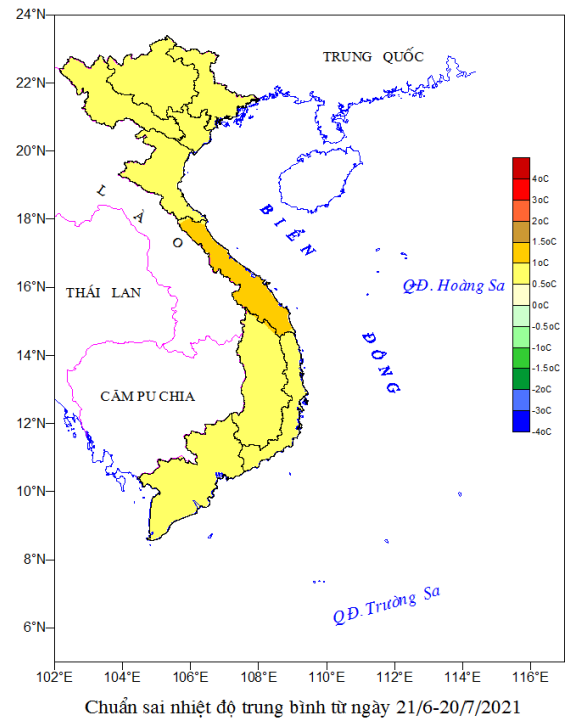 24°N
22°N
20°N
18°N
16°N
14°N
12°N
10°N
8°N
6°N
102°E 104°E 106°E 108°E 110°E 112°E 114°E 116°E
TRUNG QUỐC
LÀO
BIỂN
ĐÔNG
THÁI LAN
QĐ. Hoàng Sa
CĂM PU CHIA
QĐ. Trường Sa
4oC
3oC
2oC
1.5oC
1oC
0.5oC
0oC
-0.5oC
-1oC
-1.5oC
-2oC
-3oC
-4oC
Chuẩn sai nhiệt độ trung bình từ ngày 21/6-20/7/2021